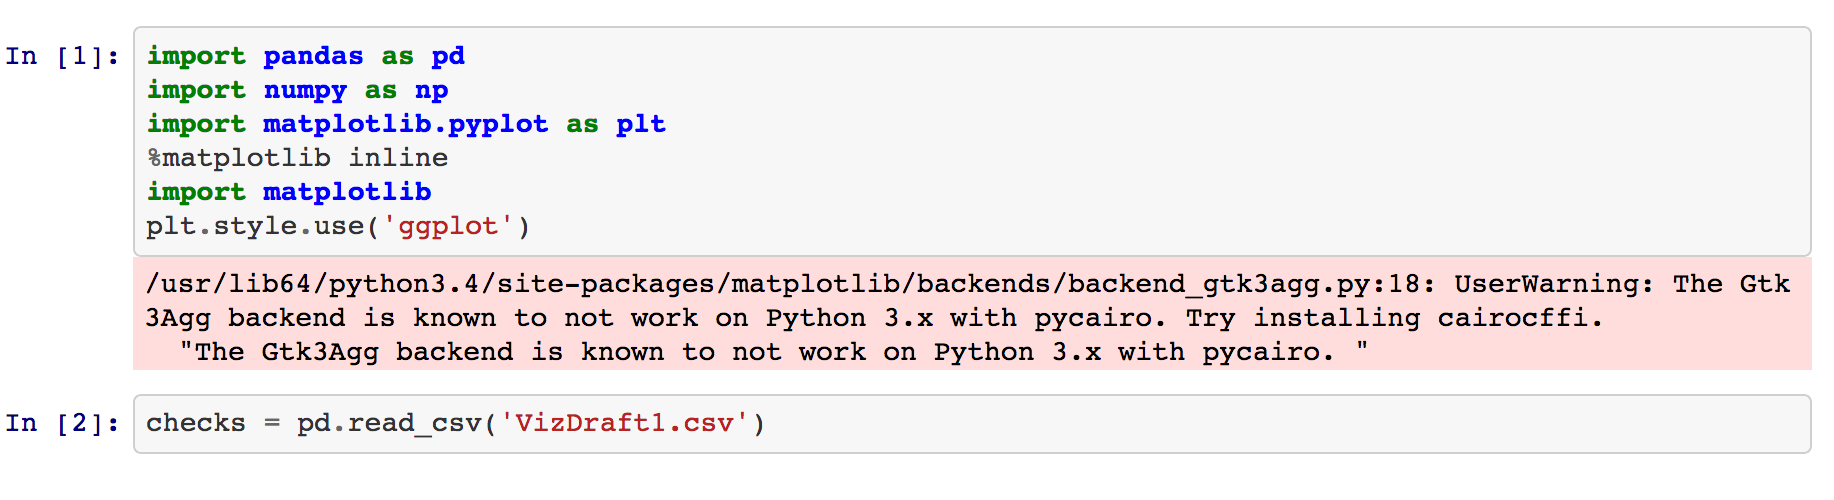 In [1]:
import pandas as pd
import numpy as np
import matplotlib.pyplot as plt
%matplotlib inline
import matplotlib
plt.style.use('ggplot')
/usr/lib64/python3.4/site-packages/matplotlib/backends/backend_gtk3agg.py:18: UserWarning: The Gtk
3Agg backend is known to not work on Python 3.x with pycairo. Try installing cairocffi.
  "The Gtk3Agg backend is known to not work on Python 3.x with pycairo. "
In [2]:
checks = pd.read_csv('VizDraft1.csv')